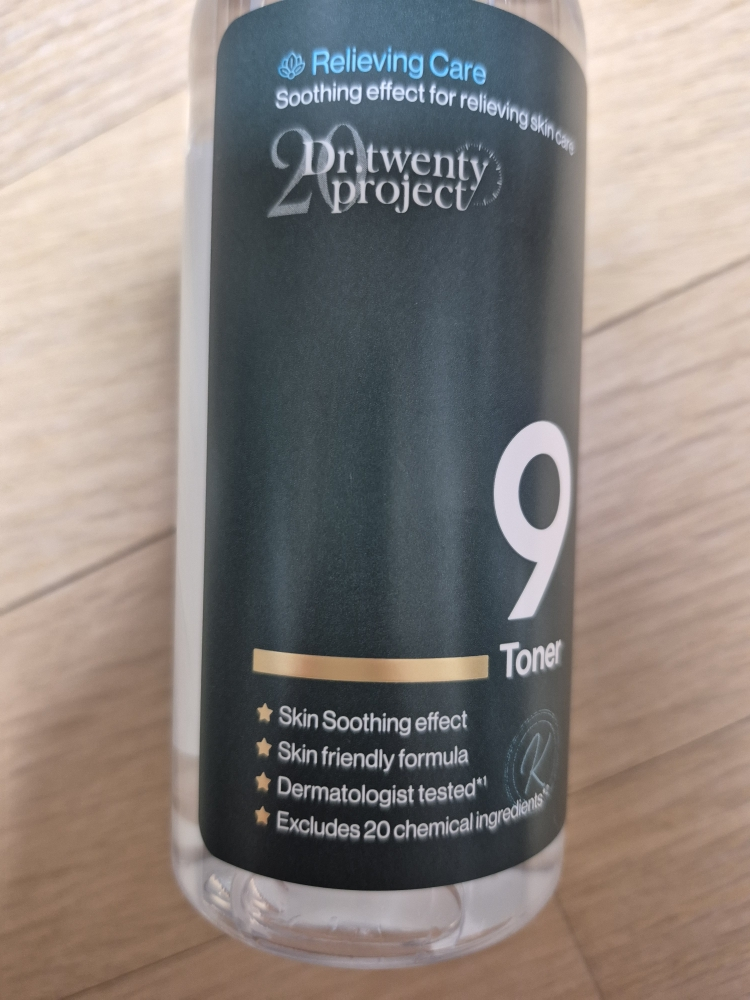 Relieving Care
Soothing effect for relieving skin care
20
Dr.twenty
project
9
Toner
Skin Soothing effect
Skin friendly formula
Dermatologist tested*1
K
Excludes 20 chemical ingredients*2